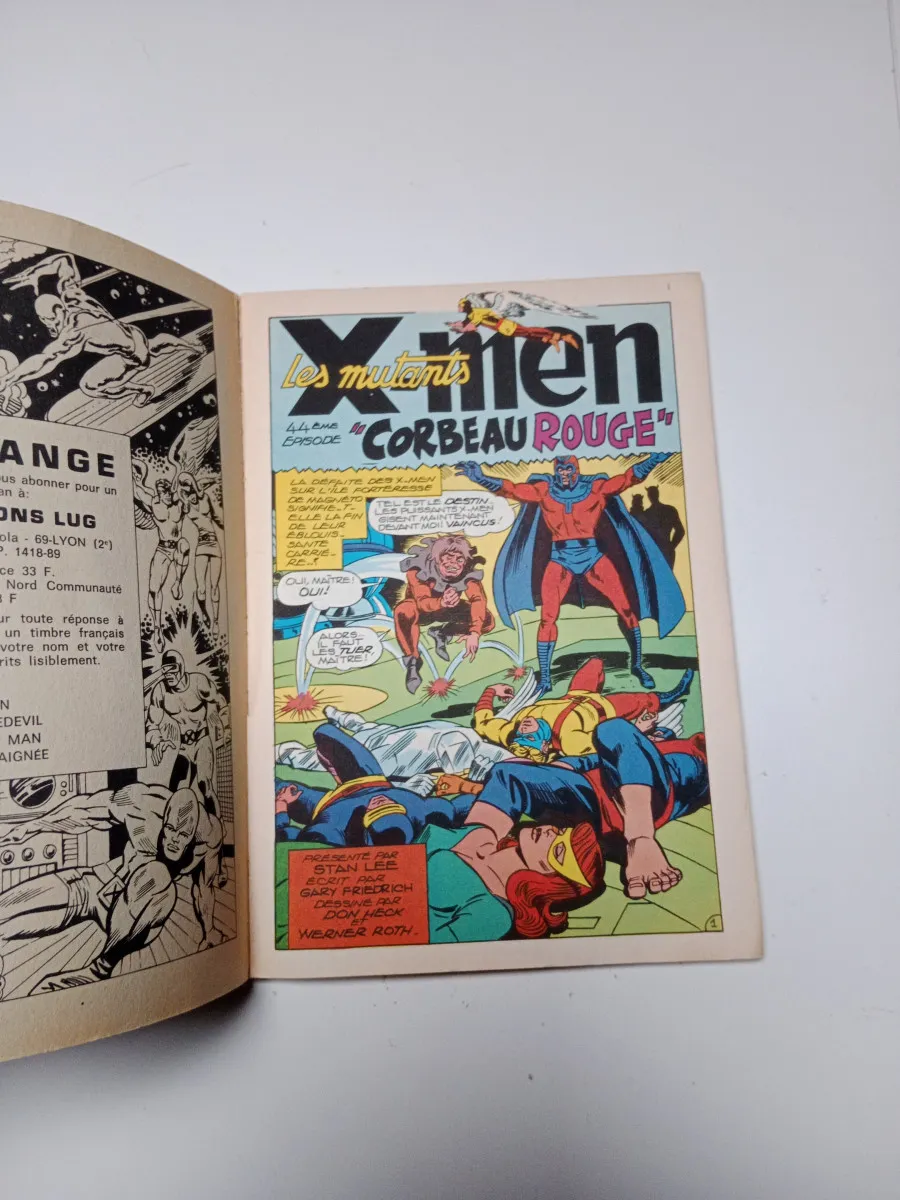 ANGE
ous abonner pour un
an à:
ONS LUG
ola - 69-LYON (2e)
P. 1418-89
ce 33 F.
Nord Communauté
F
ur toute réponse à
un timbre français
votre nom et votre
rits lisiblement.
N
EDEVIL
MAN
AIGNÉE
X-men
les mutants
44ÈME
ÉPISODE
"CORBEAU ROUGE"
LA DÉFAITE DES X-MEN
SUR L'ÎLE FORTERESSE
DE MAGNÉTO
SIGNIFIE-T-
ELLE LA FIN
DE LEUR
ÉBLOUIS-
SANTE
CARRIÈ-
RE..?
TEL EST LE DESTIN..
LES PUISSANTS X-MEN
GISENT MAINTENANT
DEVANT MOI! VAINCUS!
OUI, MAÎTRE!
OUI!
ALORS..
IL FAUT
LES TUER,
MAÎTRE!
PRÉSENTÉ PAR
STAN LEE
ÉCRIT PAR
GARY FRIEDRICH
DESSINÉ PAR
DON HECK
ET
WERNER ROTH.
1